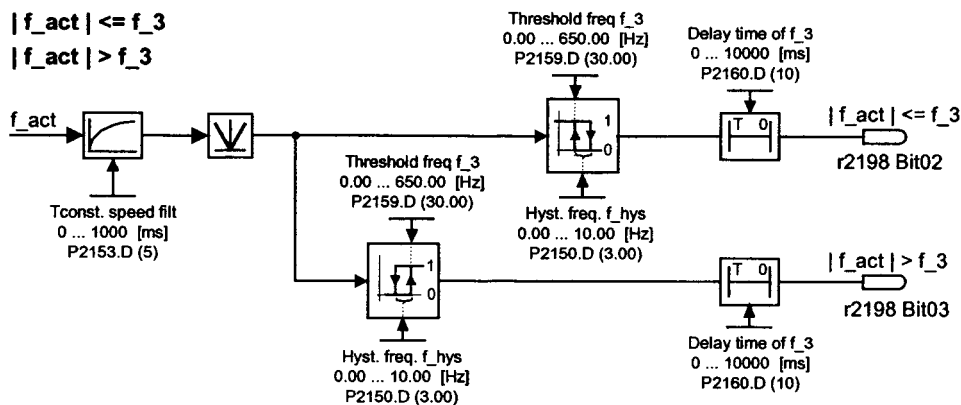 | f_act | <= f_3
| f_act | > f_3
Threshold freq f_3
0.00 ... 650.00 [Hz]
P2159.D (30.00)
Delay time of f_3
0 ... 10000 [ms]
P2160.D (10)
f_act
1
0
T 0
| f_act | <= f_3
r2198 Bit02
Tconst. speed filt
0 ... 1000 [ms]
P2153.D (5)
Threshold freq f_3
0.00 ... 650.00 [Hz]
P2159.D (30.00)
Hyst. freq. f_hys
0.00 ... 10.00 [Hz]
P2150.D (3.00)
1
0
T 0
| f_act | > f_3
r2198 Bit03
Hyst. freq. f_hys
0.00 ... 10.00 [Hz]
P2150.D (3.00)
Delay time of f_3
0 ... 10000 [ms]
P2160.D (10)